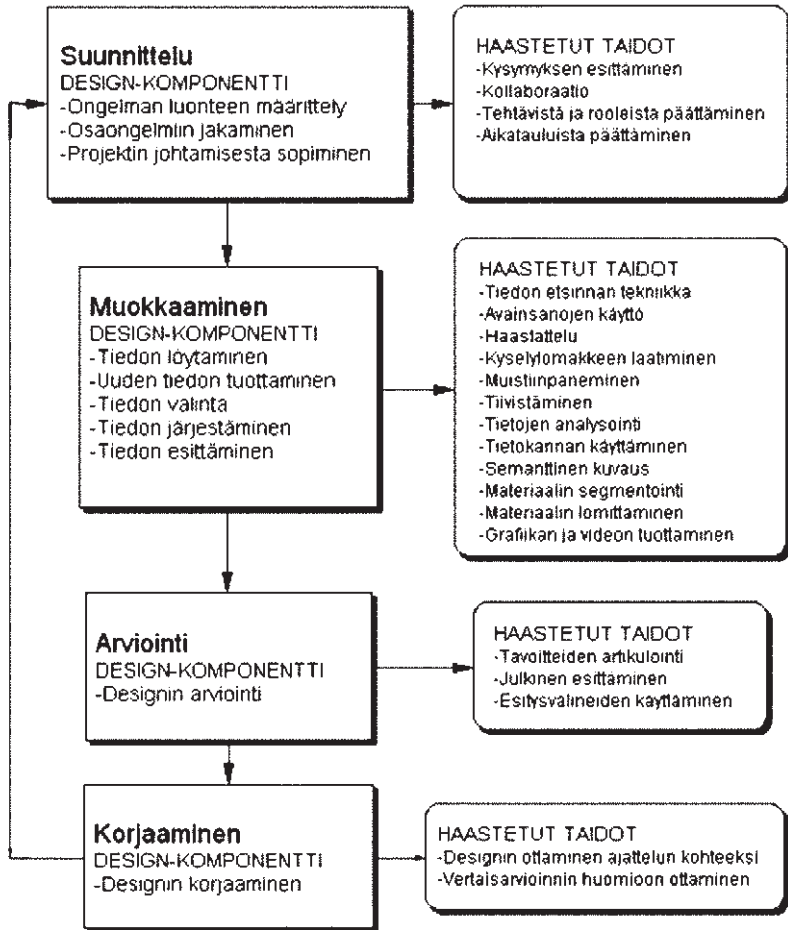 Suunnittelu
DESIGN-KOMPONENTTI
-Ongelman luonteen määrittely
-Osaongelmiin jakaminen
-Projektin johtamisesta sopiminen
HAASTETUT TAIDOT
-Kysymyksen esittäminen
-Kollaboraatio
-Tehtävistä ja rooleista päättäminen
-Aikatauluista päättäminen
Muokkaaminen
DESIGN-KOMPONENTTI
-Tiedon löytäminen
-Uuden tiedon tuottaminen
-Tiedon valinta
-Tiedon järjestäminen
-Tiedon esittäminen
HAASTETUT TAIDOT
-Tiedon etsinnän tekniikka
-Avainsanojen käyttö
-Haastattelu
-Kyselylomakkeen laatiminen
-Muistiinpaneminen
-Tiivistäminen
-Tietojen analysointi
-Tietokannan käyttäminen
-Semanttinen kuvaus
-Materiaalin segmentointi
-Materiaalin lomittaminen
-Grafiikan ja videon tuottaminen
Arviointi
DESIGN-KOMPONENTTI
-Designin arviointi
HAASTETUT TAIDOT
-Tavoitteiden artikulointi
-Julkinen esittäminen
-Esitysvälineiden käyttäminen
Korjaaminen
DESIGN-KOMPONENTTI
-Designin korjaaminen
HAASTETUT TAIDOT
-Designin ottaminen ajattelun kohteeksi
-Vertaisarvioinnin huomioon ottaminen